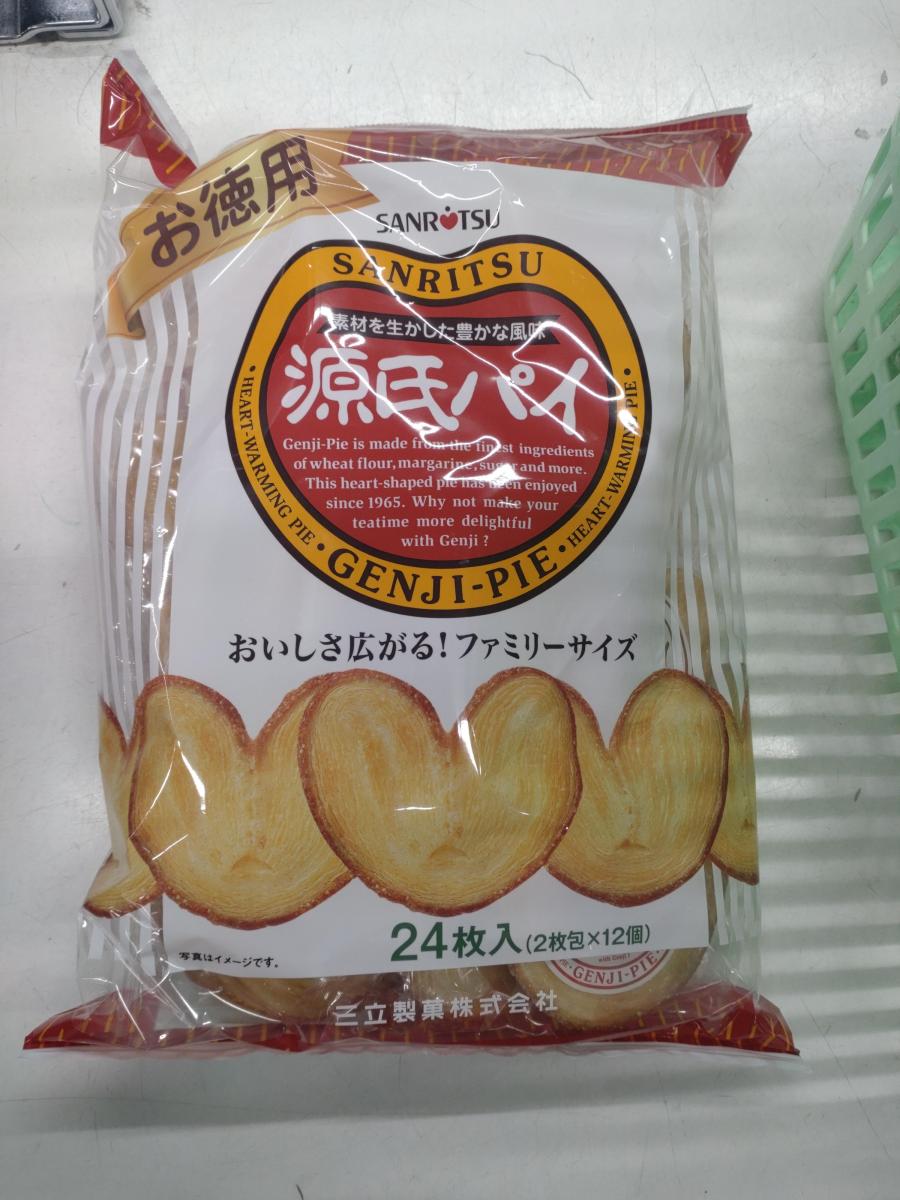 お徳用
SANRITSU
SANRITSU
素材を生かした豊かな風味
源氏パイ
Genji-Pie is made from the finest ingredients
of wheat flour, margarine, sugar and more.
This heart-shaped pie has been enjoyed
since 1965. Why not make your
teatime more delightful
with Genji ?
• HEART-WARMING PIE •
GENJI-PIE
• HEART-WARMING PIE •
おいしさ広がる!ファミリーサイズ
24枚入(2枚包×12個)
写真はイメージです。
with Genji ?
PIE • GENJI-PIE •
三立製菓株式会社